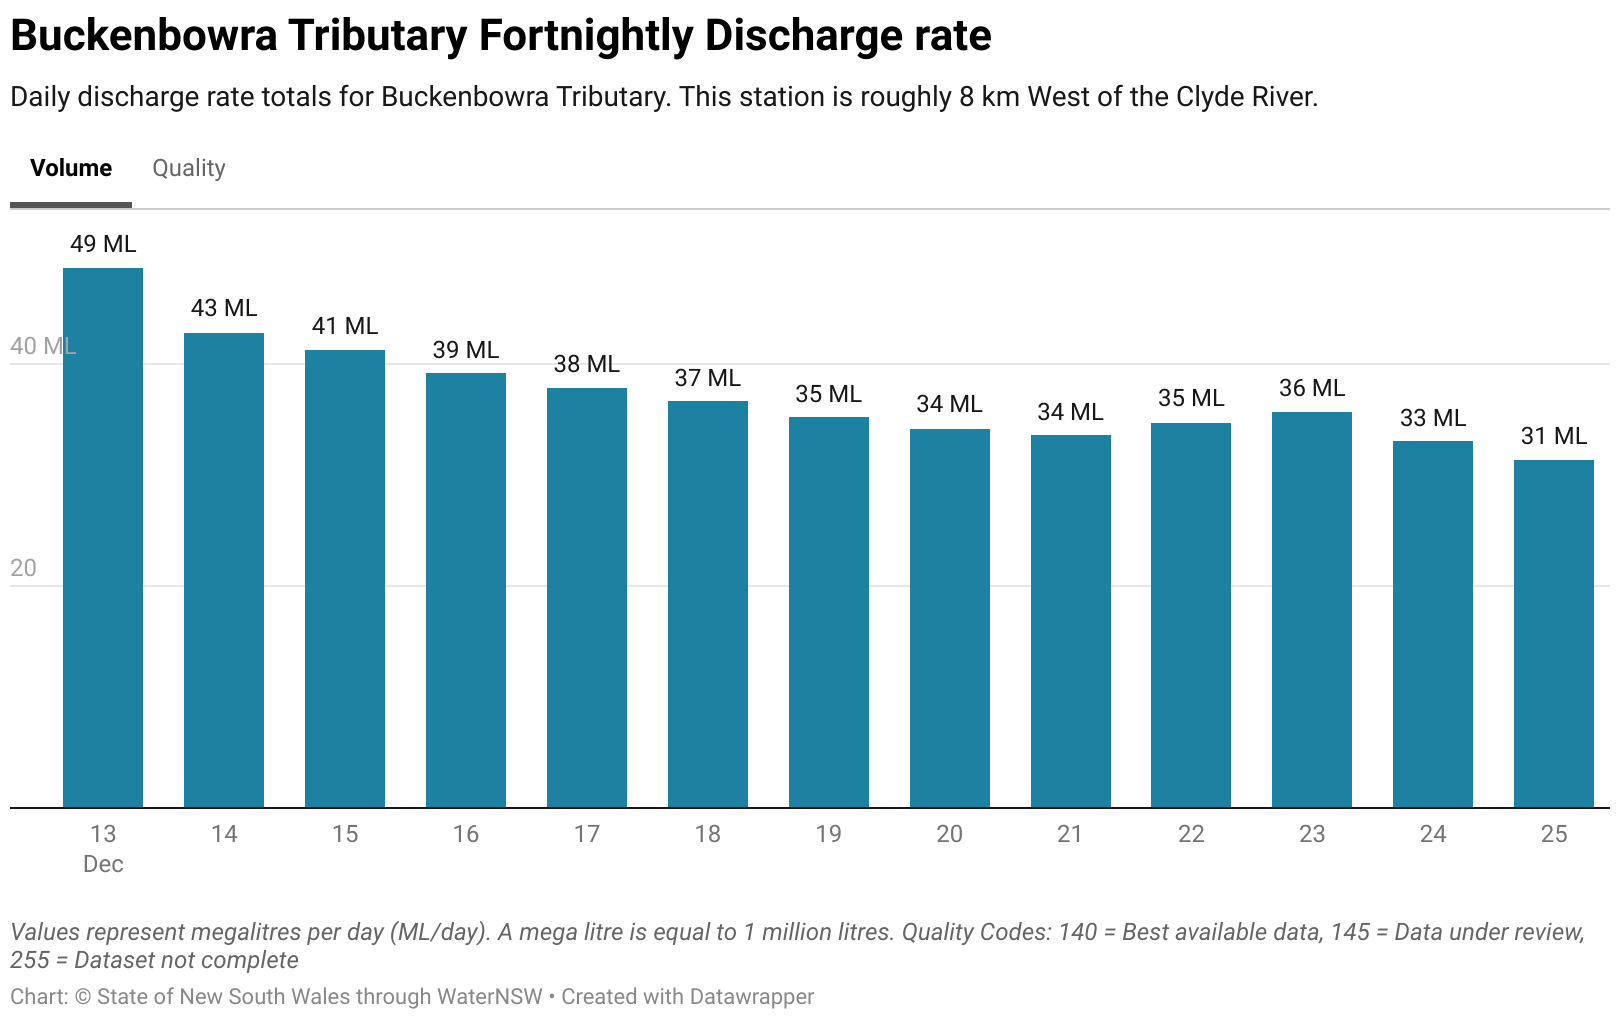 Buckenbowra Tributary Fortnightly Discharge rate
Daily discharge rate totals for Buckenbowra Tributary. This station is roughly 8 km West of the Clyde River.
Volume Quality
49 ML
43 ML
41 ML
40 ML
39 ML
38 ML
37 ML
35 ML
34 ML
34 ML
35 ML
36 ML
33 ML
31 ML
20
13 14 15 16 17 18 19 20 21 22 23 24 25
Dec
Values represent megalitres per day (ML/day). A mega litre is equal to 1 million litres. Quality Codes: 140 = Best available data, 145 = Data under review,
255 = Dataset not complete
Chart: © State of New South Wales through WaterNSW • Created with Datawrapper